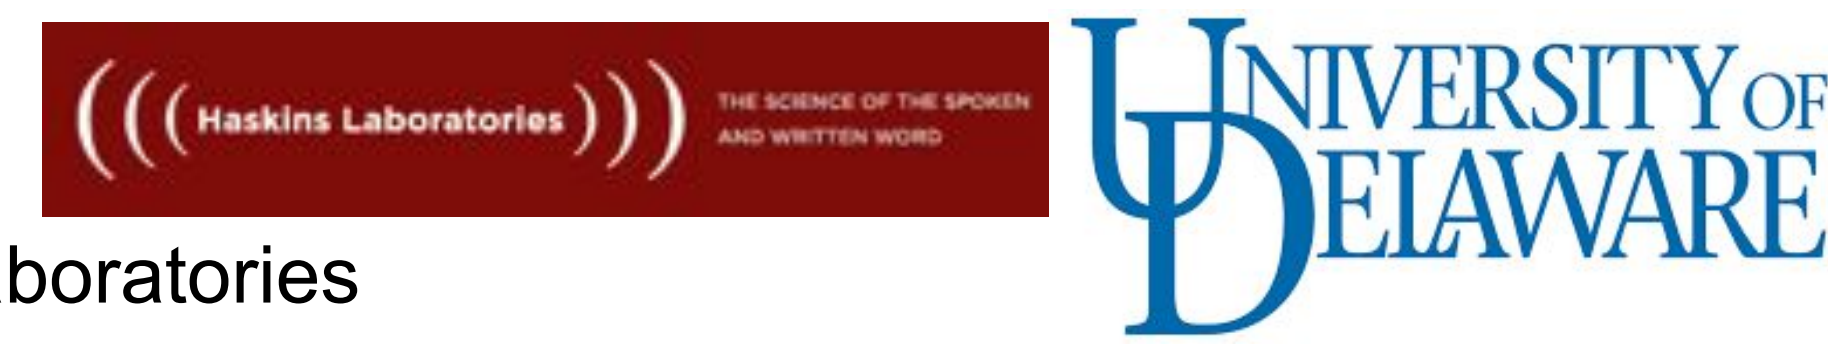 Haskins Laboratories
THE SCIENCE OF THE SPOKEN
AND WRITTEN WORD
UNIVERSITY OF
DELAWARE
boratories